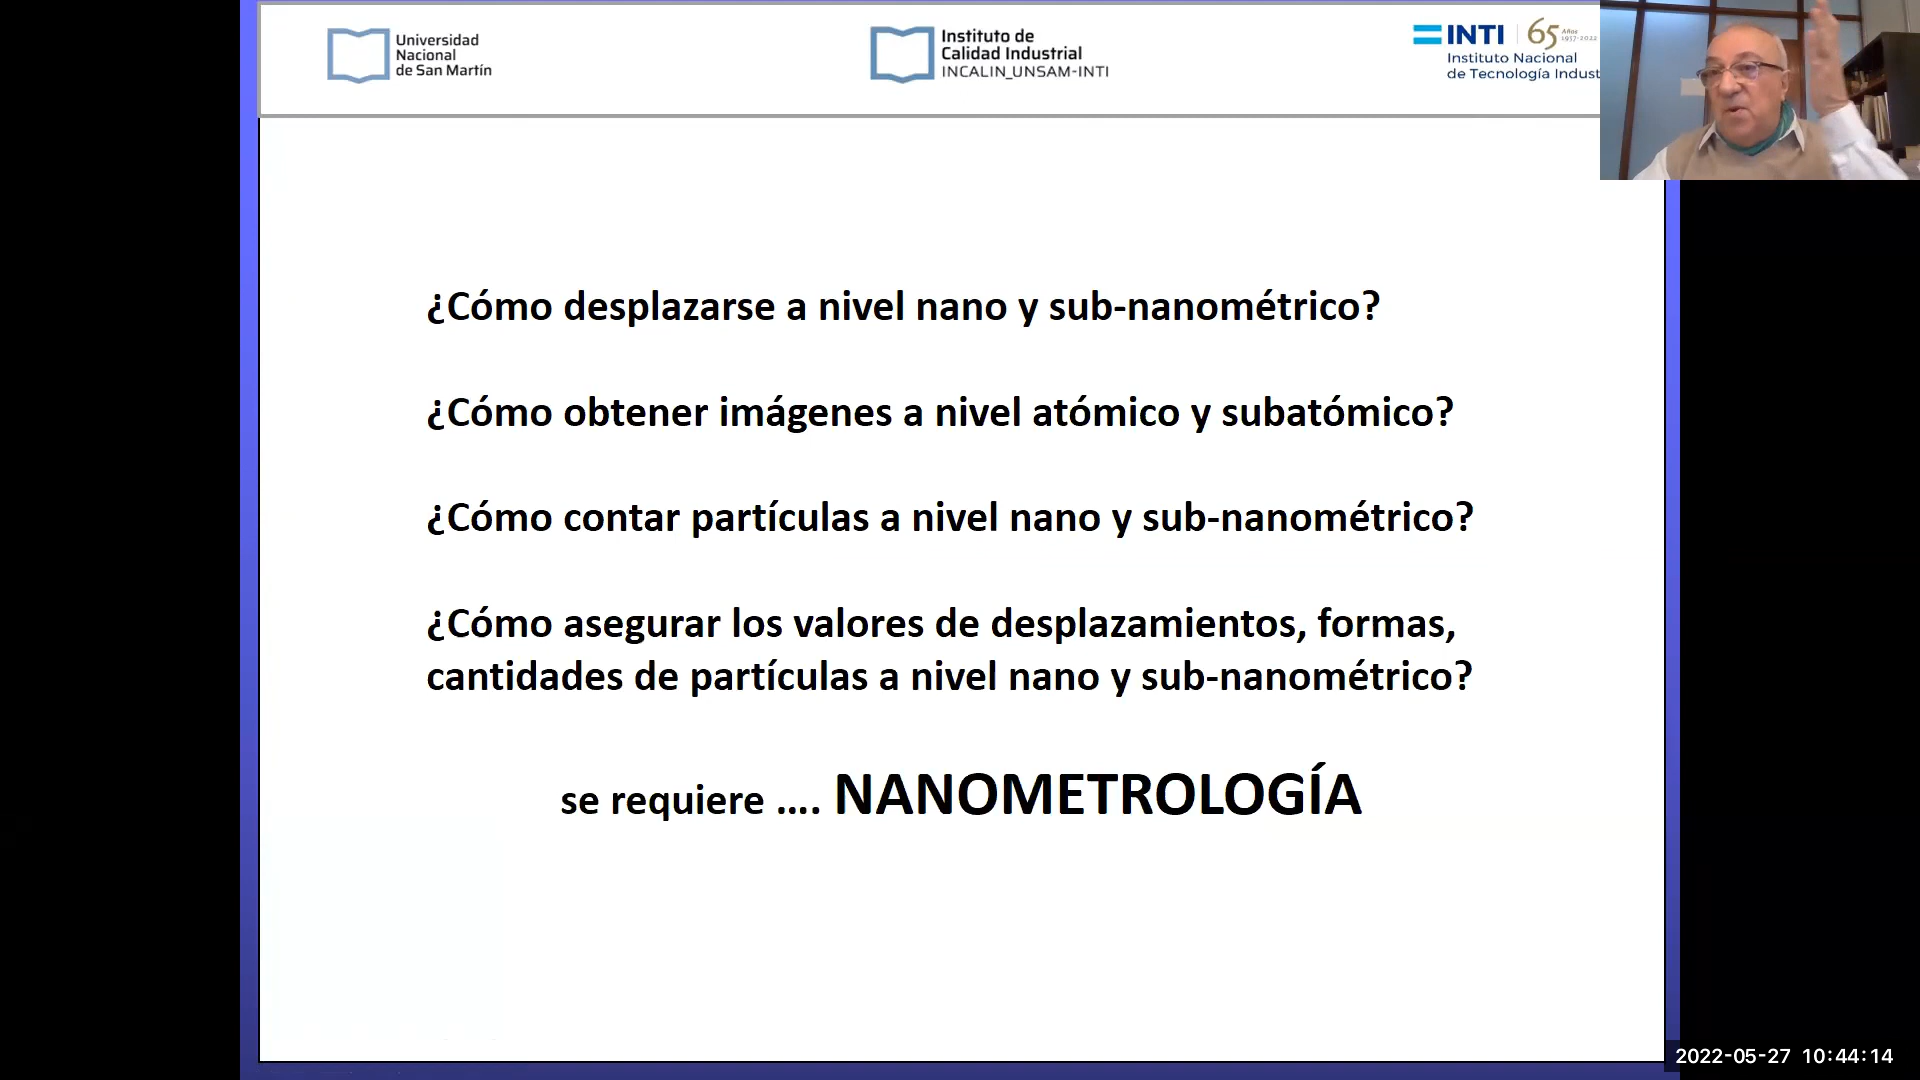 Universidad
Nacional
de San Martín
Instituto de
Calidad Industrial
INCALIN_UNSAM-INTI
INTI 65 Años
1957-2022
Instituto Nacional
de Tecnología Indust
¿Cómo desplazarse a nivel nano y sub-nanométrico?
¿Cómo obtener imágenes a nivel atómico y subatómico?
¿Cómo contar partículas a nivel nano y sub-nanométrico?
¿Cómo asegurar los valores de desplazamientos, formas,
cantidades de partículas a nivel nano y sub-nanométrico?
se requiere .... NANOMETROLOGÍA
2022-05-27 10:44:14